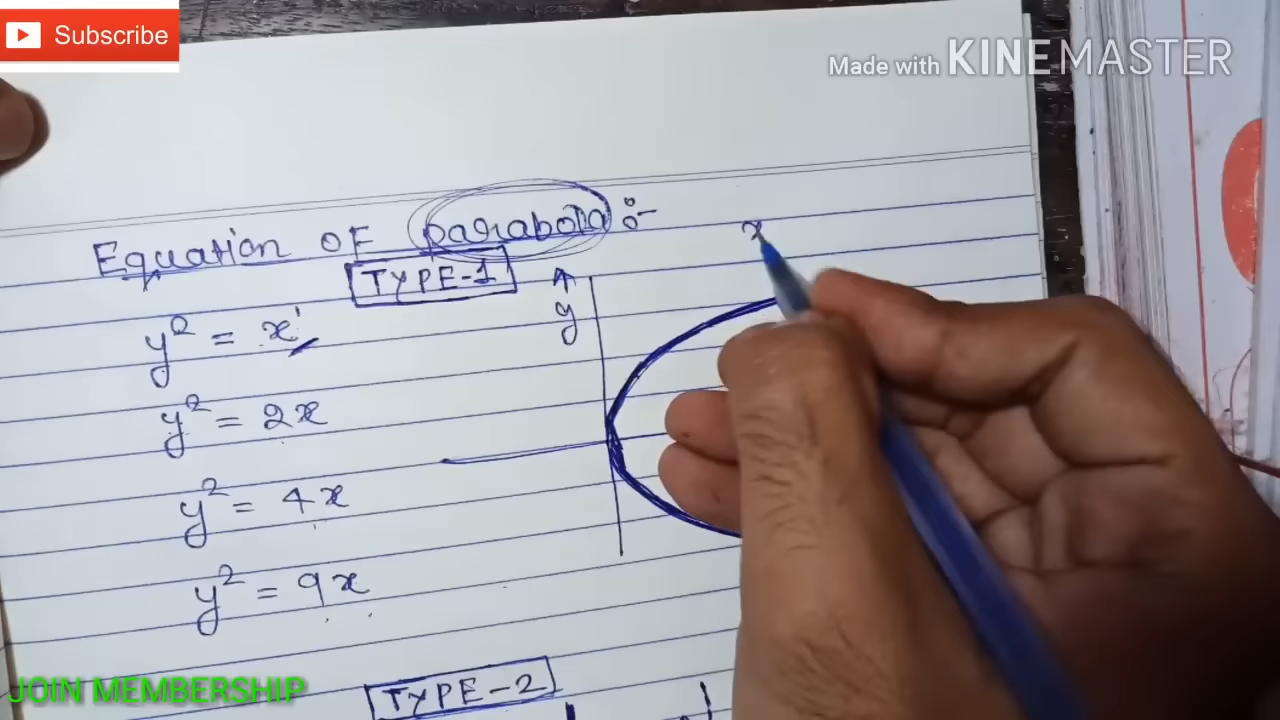 Subscribe
Made with KINEMASTER
Equation OF parabola :-
TYPE-1
y² = x¹
y
x
y² = 2x
y² = 4x
y² = 9x
TYPE-2
JOIN MEMBERSHIP